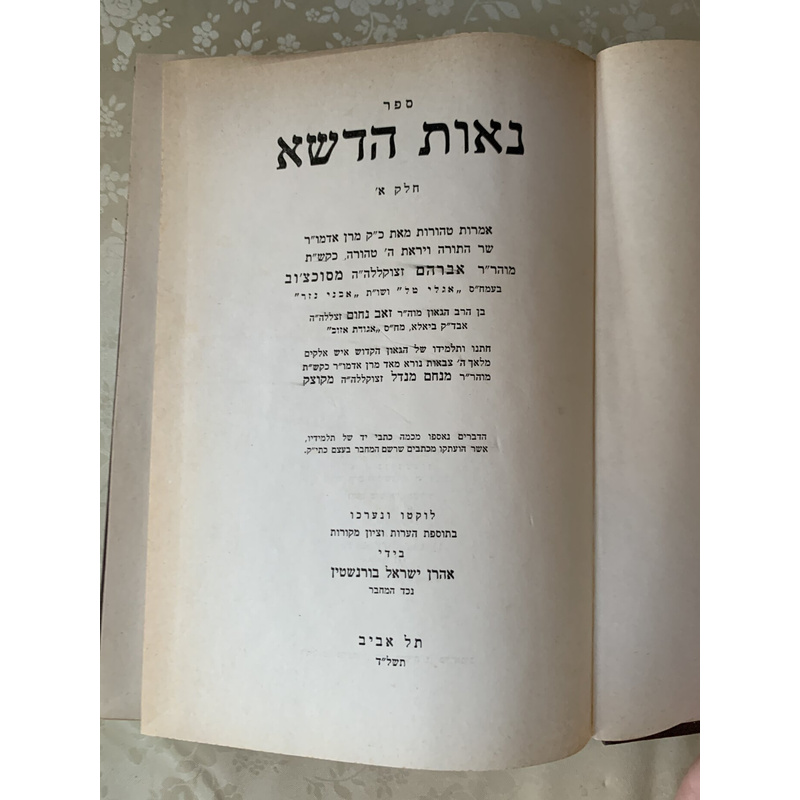 ספר
נאות הדשא
חלק א'
אמרות טהורות מאת כ"ק מרן אדמו"ר
שר התורה ויראת ה' טהורה, כקש"ת
מוהר"ר אברהם זצוקללה"ה מסוכצ'וב
בעמח"ס „אגלי טל" ושו"ת „אבני נזר"
בן הרב הגאון מוה"ר זאב נחום זצללה"ה
אבד"ק ביאלא, מח"ס „אגודת אזוב"
חתנו ותלמידו של הגאון הקדוש איש אלקים
מלאך ה' צבאות נורא מאד מרן אדמו"ר כקש"ת
מוהר"ר מנחם מנדל זצוקללה"ה מקוצק
הדברים נאספו מכמה כתבי יד של תלמידיו,
אשר הועתקו מכתבים שרשם המחבר בעצם כתי"ק.
לוקטו ונערכו
בתוספת הערות וציון מקורות
בידי
אהרן ישראל בורנשטין
נכד המחבר
תל אביב
תשל"ד